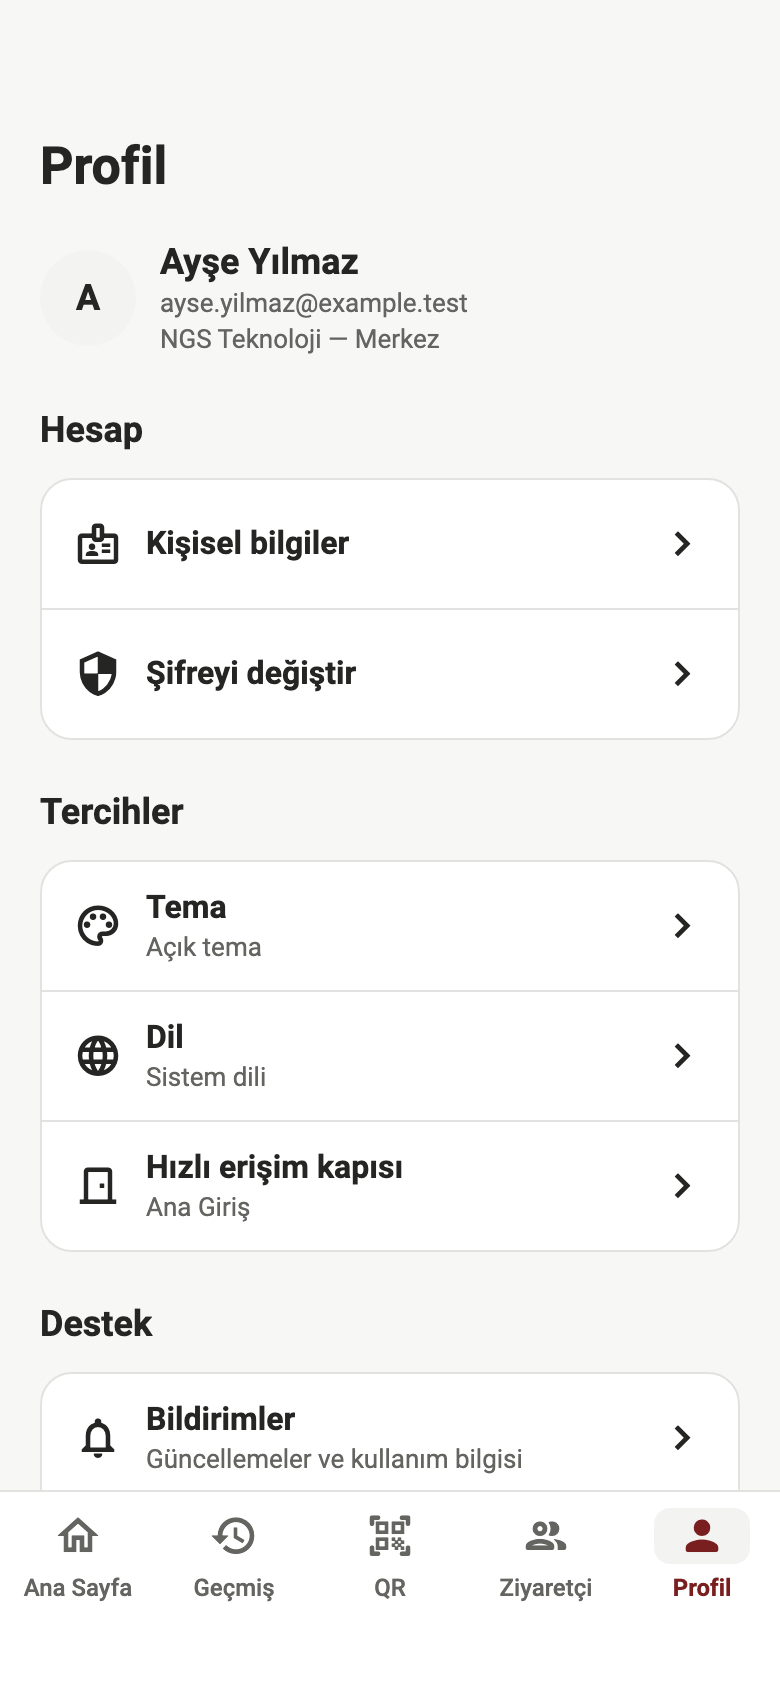 Profil
A
Ayşe Yılmaz
ayse.yilmaz@example.test
NGS Teknoloji — Merkez
Hesap
Kişisel bilgiler
Şifreyi değiştir
Tercihler
Tema
Açık tema
Dil
Sistem dili
Hızlı erişim kapısı
Ana Giriş
Destek
Bildirimler
Güncellemeler ve kullanım bilgisi
Ana Sayfa
Geçmiş
QR
Ziyaretçi
Profil